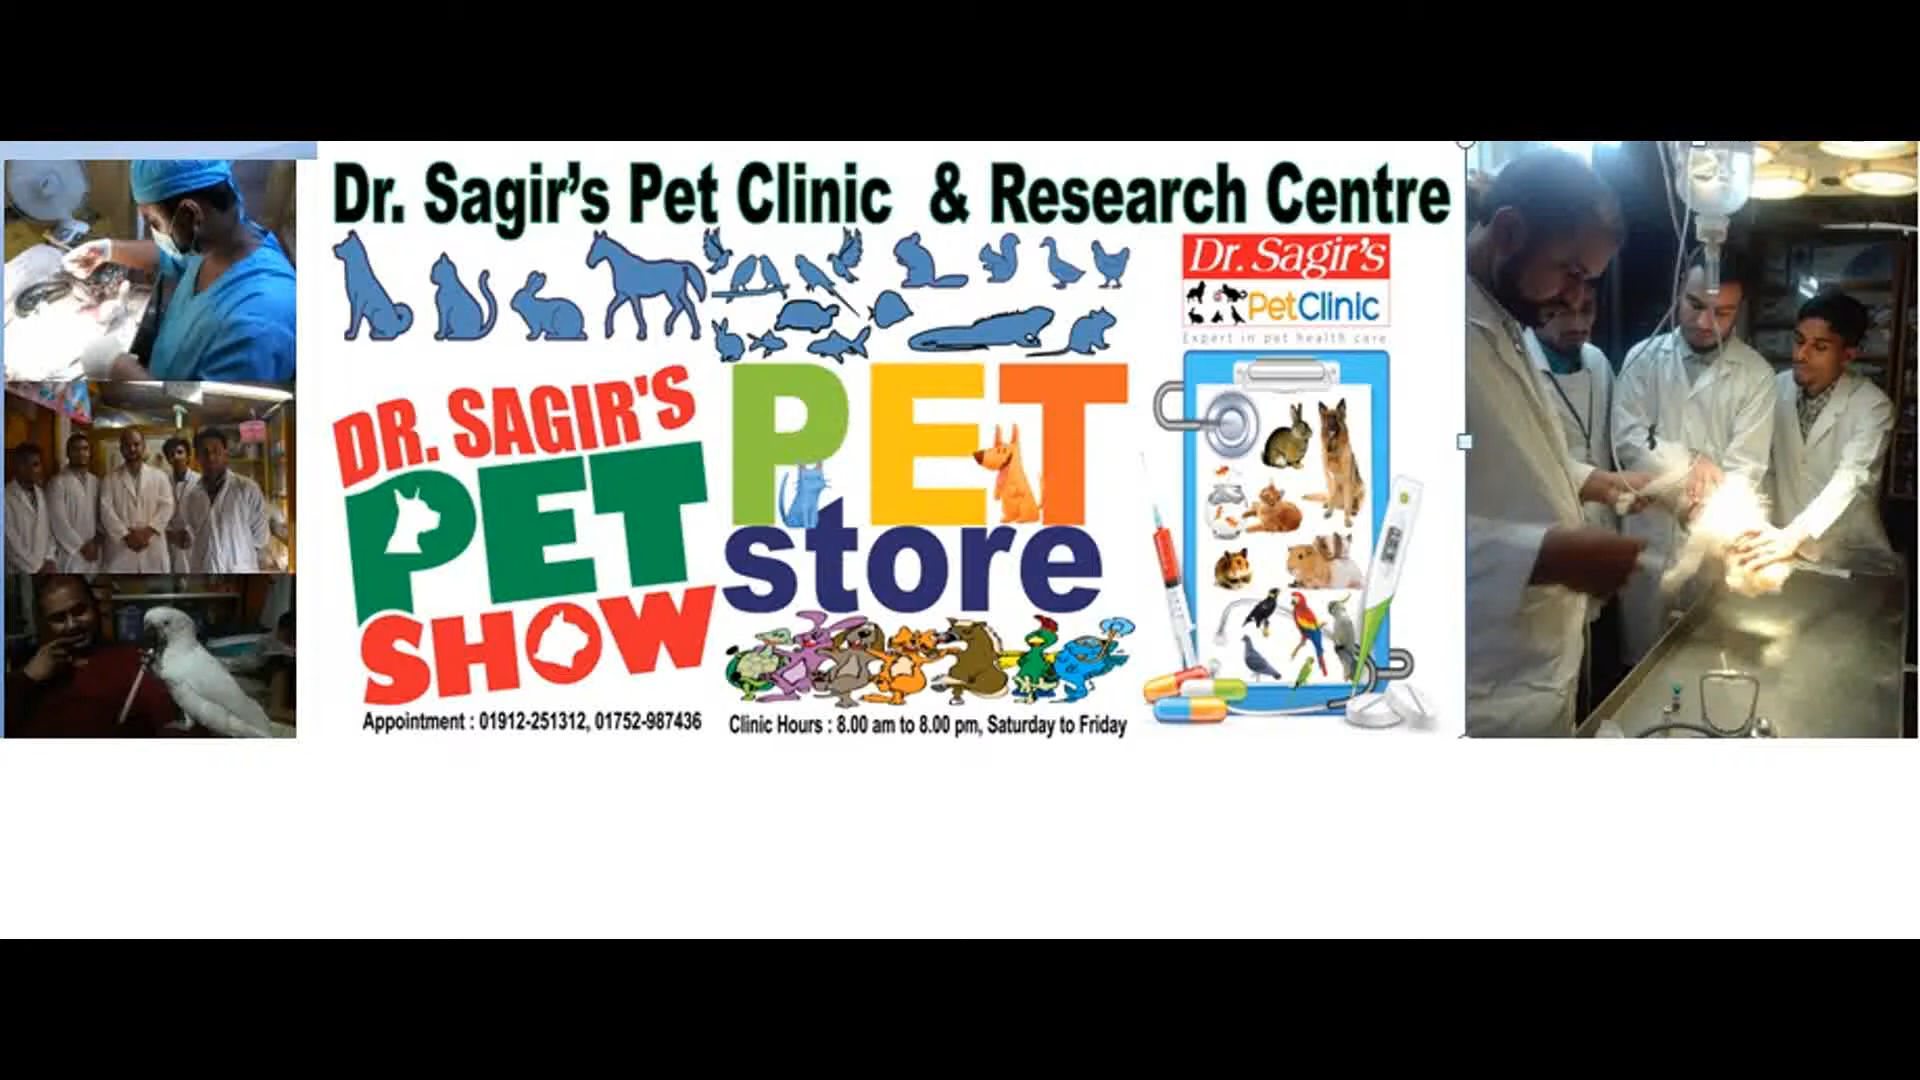 Dr. Sagir's Pet Clinic & Research Centre
Dr. Sagir's
PetClinic
Expert in pet health care
DR. SAGIR'S
PET
SHOW
PET
store
Appointment : 01912-251312, 01752-987436
Clinic Hours : 8.00 am to 8.00 pm, Saturday to Friday